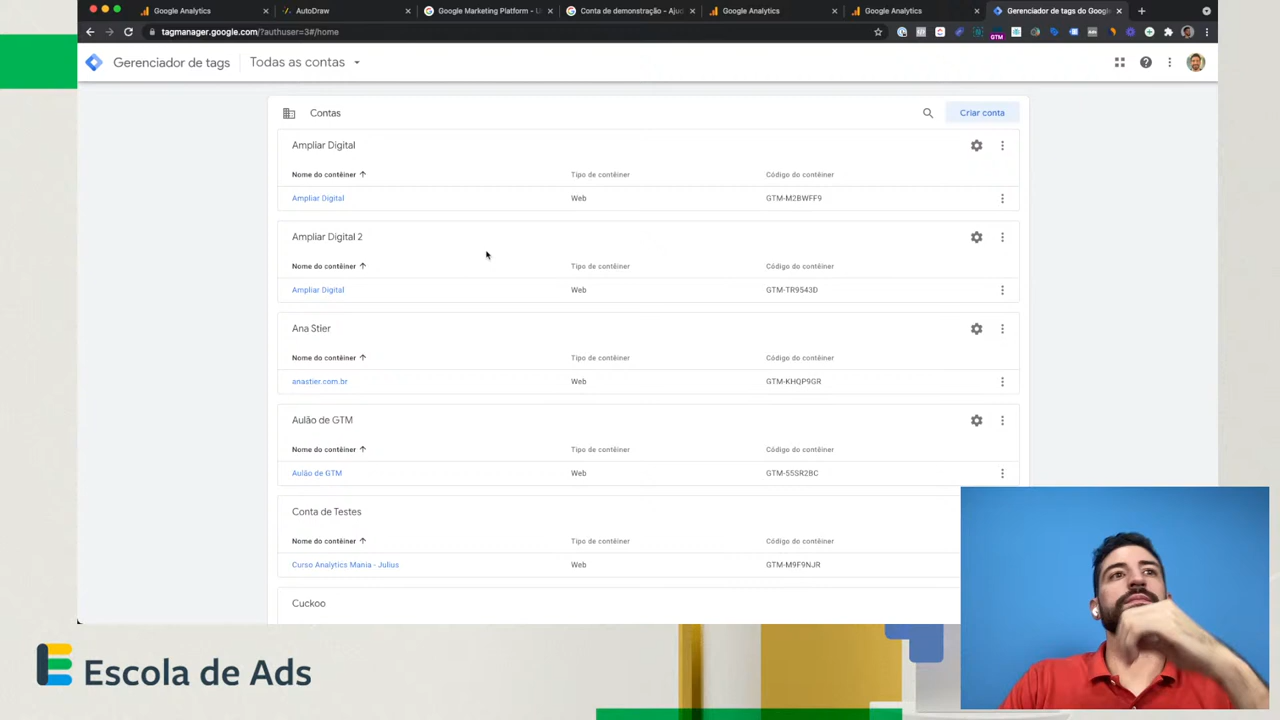 Google Analytics
AutoDraw
Google Marketing Platform - U
Conta de demonstração - Ajud
Google Analytics
Google Analytics
Gerenciador de tags do Google
tagmanager.google.com/?authuser=3#/home
GTM
Gerenciador de tags
Todas as contas
Contas
Criar conta
Ampliar Digital
Nome do contêiner Tipo de contêiner Código do contêiner
Ampliar Digital Web GTM-M2BWFF9
Ampliar Digital 2
Nome do contêiner Tipo de contêiner Código do contêiner
Ampliar Digital Web GTM-TR9543D
Ana Stier
Nome do contêiner Tipo de contêiner Código do contêiner
anastier.com.br Web GTM-KHQP9GR
Aulão de GTM
Nome do contêiner Tipo de contêiner Código do contêiner
Aulão de GTM Web GTM-55SR2BC
Conta de Testes
Nome do contêiner Tipo de contêiner Código do contêiner
Curso Analytics Mania - Julius Web GTM-M9F9NJR
Cuckoo
Escola de Ads